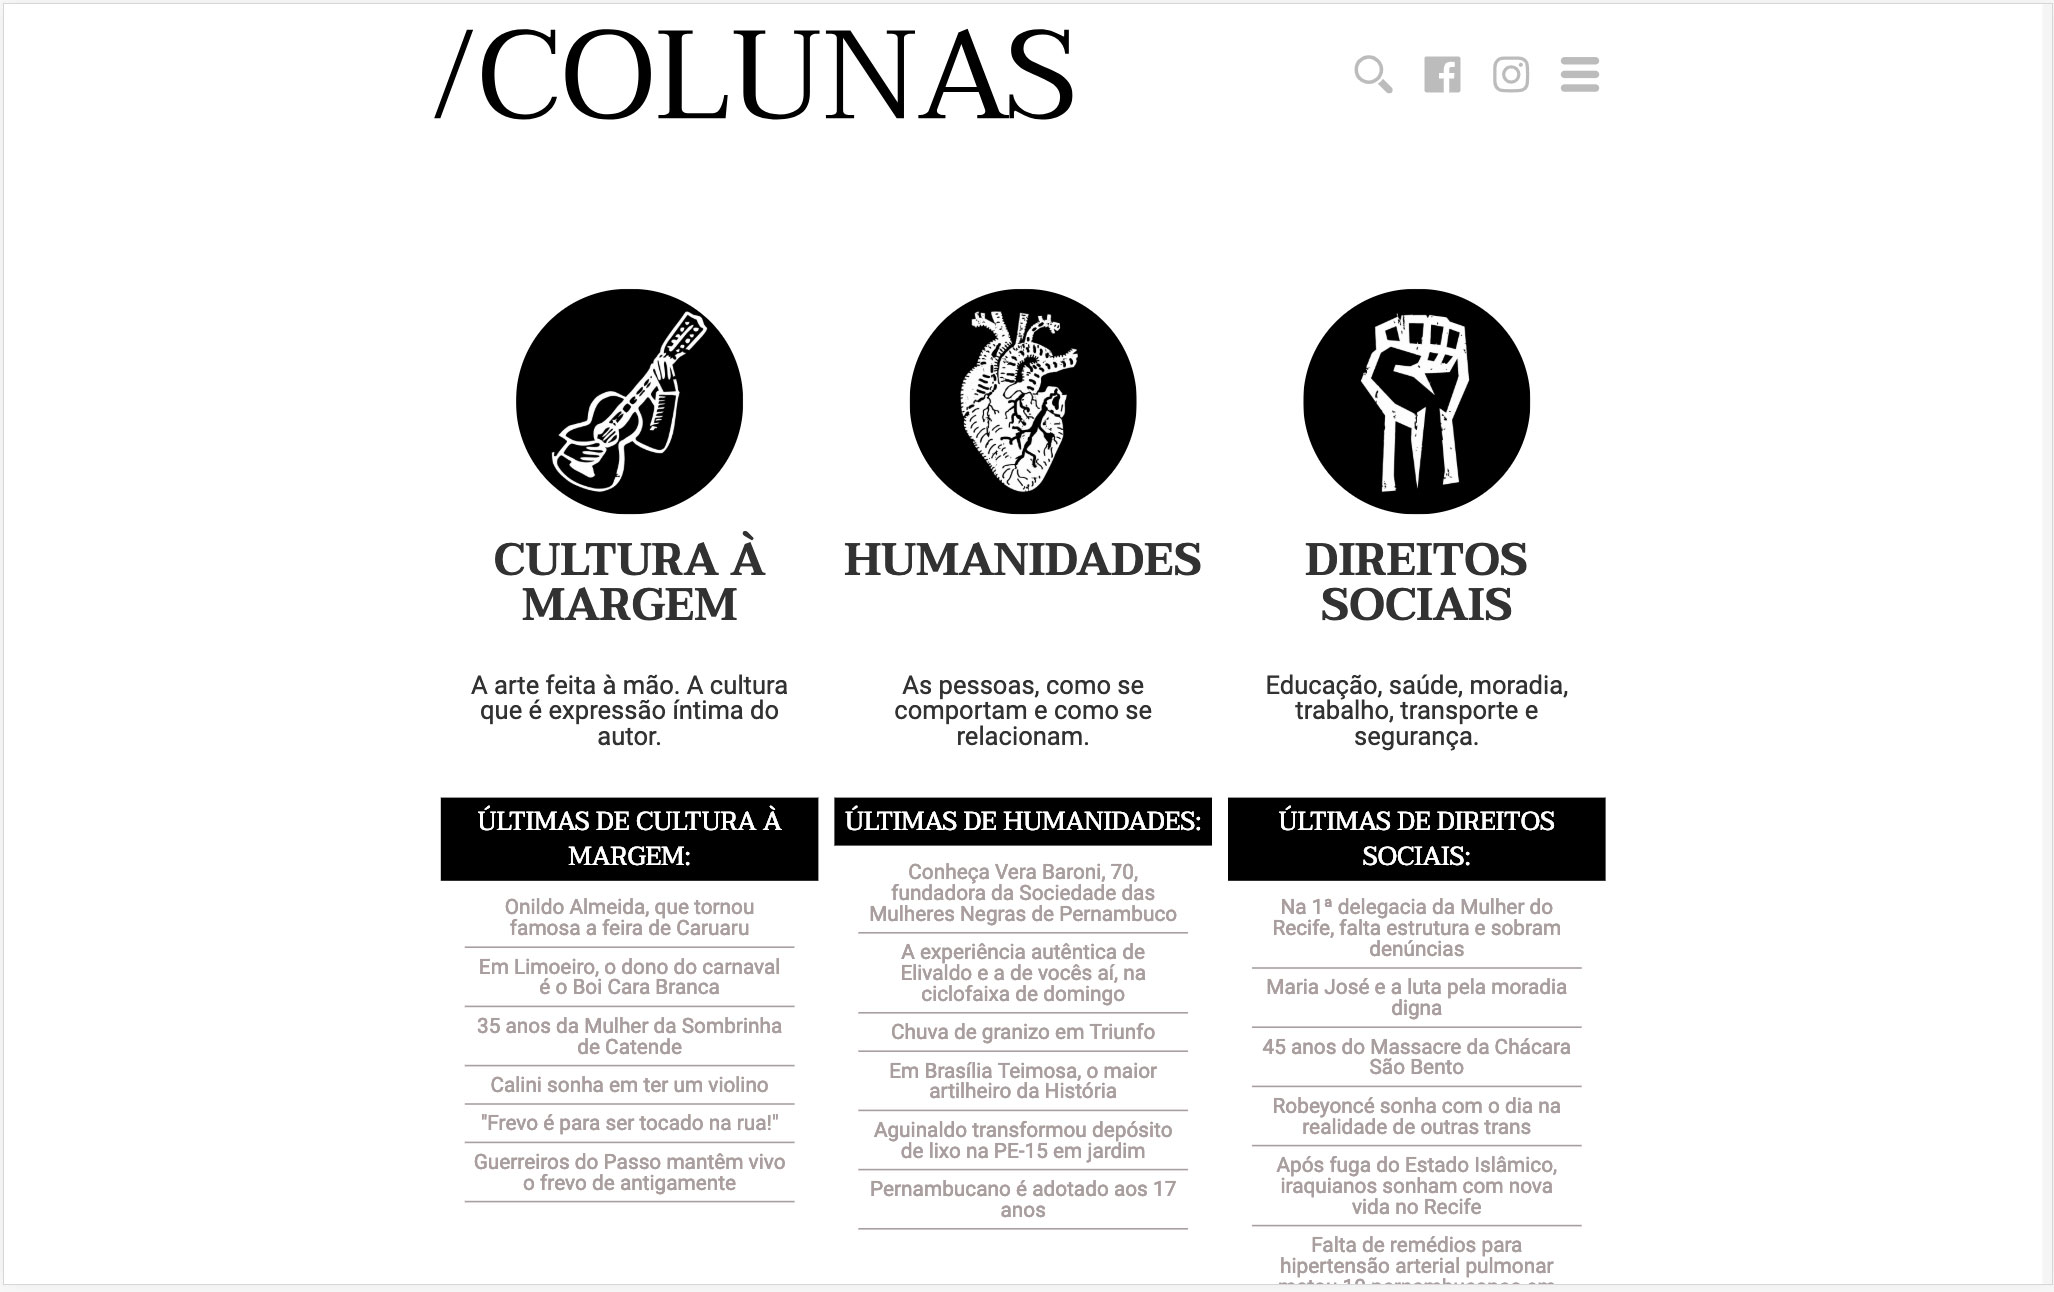 /COLUNAS
CULTURA À
MARGEM
A arte feita à mão. A cultura
que é expressão íntima do
autor.
ÚLTIMAS DE CULTURA À
MARGEM:
Onildo Almeida, que tornou
famosa a feira de Caruaru
Em Limoeiro, o dono do carnaval
é o Boi Cara Branca
35 anos da Mulher da Sombrinha
de Catende
Calini sonha em ter um violino
"Frevo é para ser tocado na rua!"
Guerreiros do Passo mantêm vivo
o frevo de antigamente
HUMANIDADES
As pessoas, como se
comportam e como se
relacionam.
ÚLTIMAS DE HUMANIDADES:
Conheça Vera Baroni, 70,
fundadora da Sociedade das
Mulheres Negras de Pernambuco
A experiência autêntica de
Elivaldo e a de vocês aí, na
ciclofaixa de domingo
Chuva de granizo em Triunfo
Em Brasília Teimosa, o maior
artilheiro da História
Aguinaldo transformou depósito
de lixo na PE-15 em jardim
Pernambucano é adotado aos 17
anos
DIREITOS
SOCIAIS
Educação, saúde, moradia,
trabalho, transporte e
segurança.
ÚLTIMAS DE DIREITOS
SOCIAIS:
Na 1ª delegacia da Mulher do
Recife, falta estrutura e sobram
denúncias
Maria José e a luta pela moradia
digna
45 anos do Massacre da Chácara
São Bento
Robeyoncé sonha com o dia na
realidade de outras trans
Após fuga do Estado Islâmico,
iraquianos sonham com nova
vida no Recife
Falta de remédios para
hipertensão arterial pulmonar